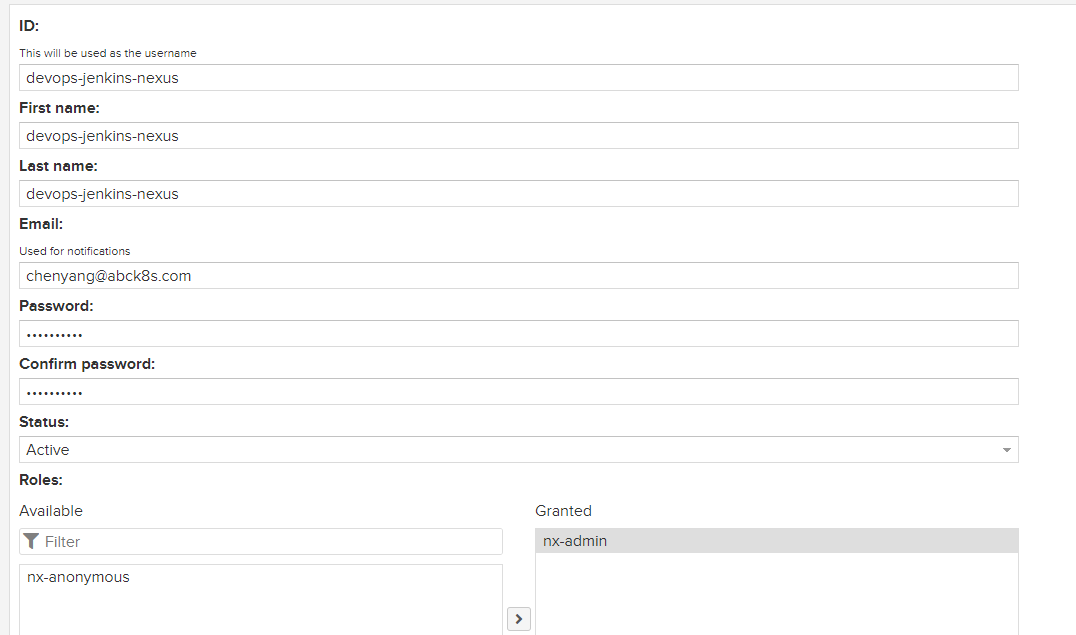 ID:
This will be used as the username
devops-jenkins-nexus
First name:
devops-jenkins-nexus
Last name:
devops-jenkins-nexus
Email:
Used for notifications
chenyang@abck8s.com
Password:
••••••••••
Confirm password:
••••••••••
Status:
Active
Roles:
Available
Granted
Filter
nx-admin
nx-anonymous